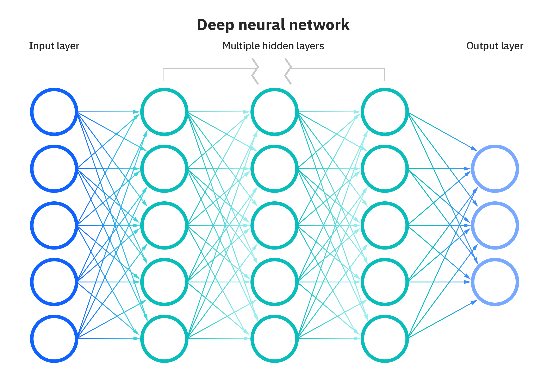 Deep neural network
Input layer
Multiple hidden layers
Output layer